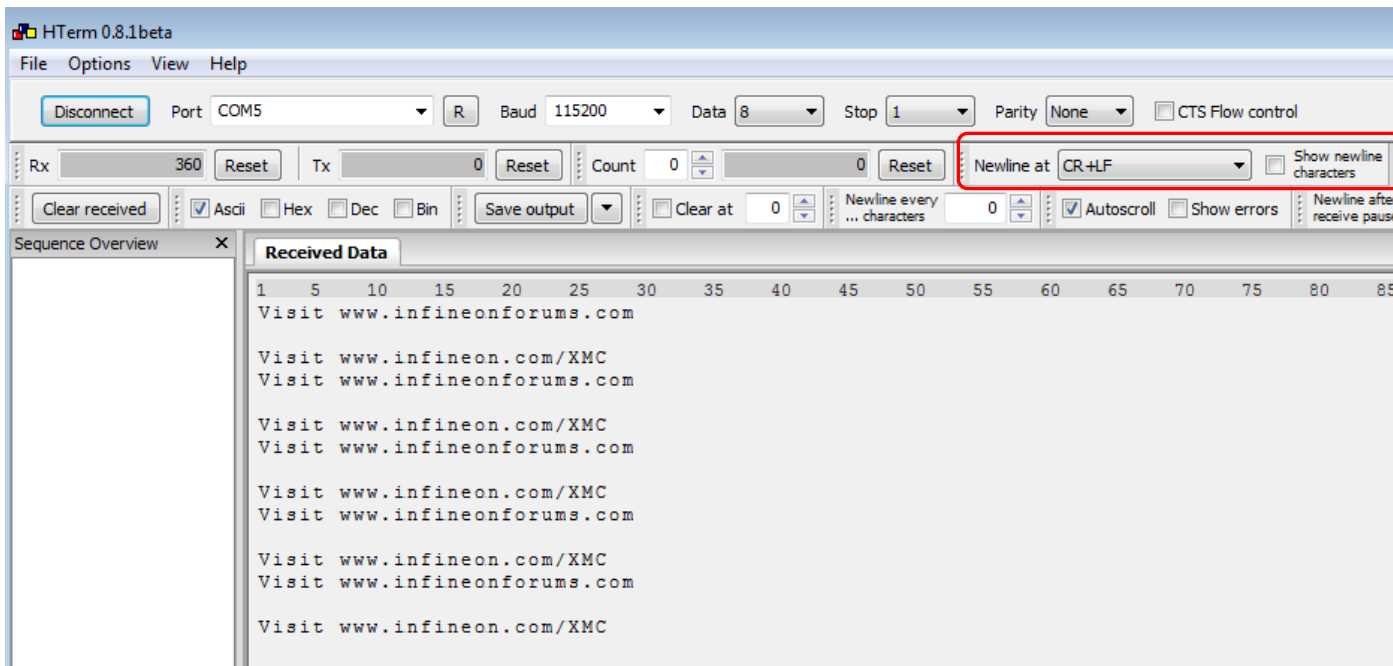 HTerm 0.8.1beta
File Options View Help
Disconnect Port COM5 R Baud 115200 Data 8 Stop 1 Parity None CTS Flow control
Rx 360 Reset Tx 0 Reset Count 0 0 Reset Newline at CR+LF Show newline characters
Clear received Ascii Hex Dec Bin Save output Clear at 0 Newline every ... characters 0 Autoscroll Show errors Newline after receive pause
Sequence Overview X Received Data
1 5 10 15 20 25 30 35 40 45 50 55 60 65 70 75 80 85
Visit www.infineonforums.com
Visit www.infineon.com/XMC
Visit www.infineonforums.com
Visit www.infineon.com/XMC
Visit www.infineonforums.com
Visit www.infineon.com/XMC
Visit www.infineonforums.com
Visit www.infineon.com/XMC
Visit www.infineonforums.com
Visit www.infineon.com/XMC